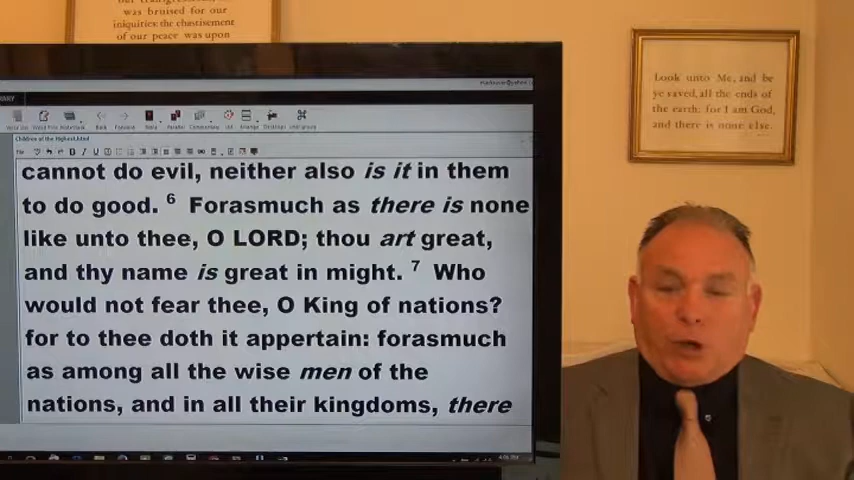 was bruised for our
iniquities: the chastisement
of our peace was upon
Look unto Me, and be
ye saved, all the ends of
the earth: for I am God,
and there is none else.
Children of the Highest.html
cannot do evil, neither also is it in them
to do good. 6 Forasmuch as there is none
like unto thee, O LORD; thou art great,
and thy name is great in might. 7 Who
would not fear thee, O King of nations?
for to thee doth it appertain: forasmuch
as among all the wise men of the
nations, and in all their kingdoms, there